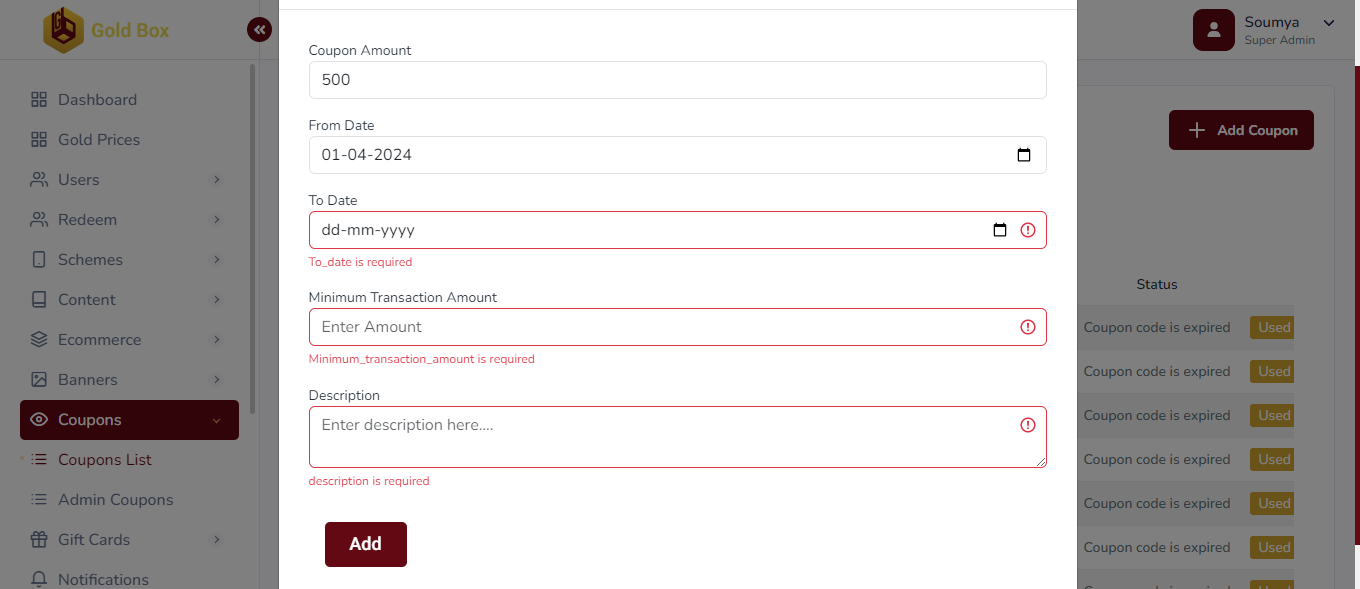 Gold Box
Soumya
Super Admin
Dashboard
Gold Prices
Users
Redeem
Schemes
Content
Ecommerce
Banners
Coupons
Coupons List
Admin Coupons
Gift Cards
Notifications
Coupon Amount
500
From Date
01-04-2024
To Date
dd-mm-yyyy
To_date is required
Minimum Transaction Amount
Enter Amount
Minimum_transaction_amount is required
Description
Enter description here....
description is required
Add
Add Coupon
Status
Coupon code is expired Used
Coupon code is expired Used
Coupon code is expired Used
Coupon code is expired Used
Coupon code is expired Used
Coupon code is expired Used